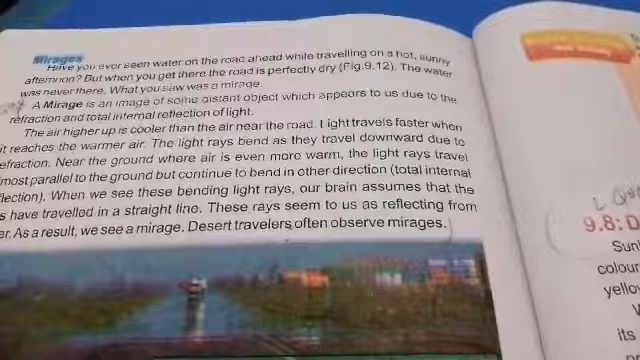 Mirages
Have you ever seen water on the road ahead while travelling on a hot, sunny
afternoon? But when you get there the road is perfectly dry (Fig.9.12). The water
was never there. What you saw was a mirage.
A Mirage is an image of some distant object which appears to us due to the
refraction and total internal reflection of light.
The air higher up is cooler than the air near the road. Light travels faster when
it reaches the warmer air. The light rays bend as they travel downward due to
efraction. Near the ground where air is even more warm, the light rays travel
most parallel to the ground but continue to bend in other direction (total internal
lection). When we see these bending light rays, our brain assumes that the
s have travelled in a straight line. These rays seem to us as reflecting from
er. As a result, we see a mirage. Desert travelers often observe mirages.
9.8: D
Sun
colour
yello
its